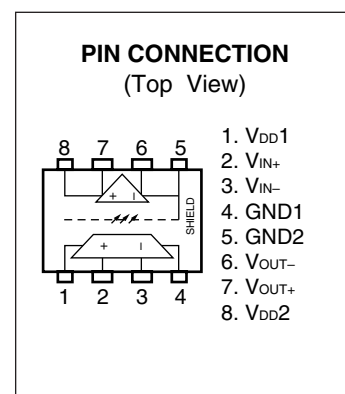 PIN CONNECTION
(Top View)
8 7 6 5
+ –
SHIELD
+ –
1 2 3 4
1. VDD1
2. VIN+
3. VIN–
4. GND1
5. GND2
6. VOUT–
7. VOUT+
8. VDD2